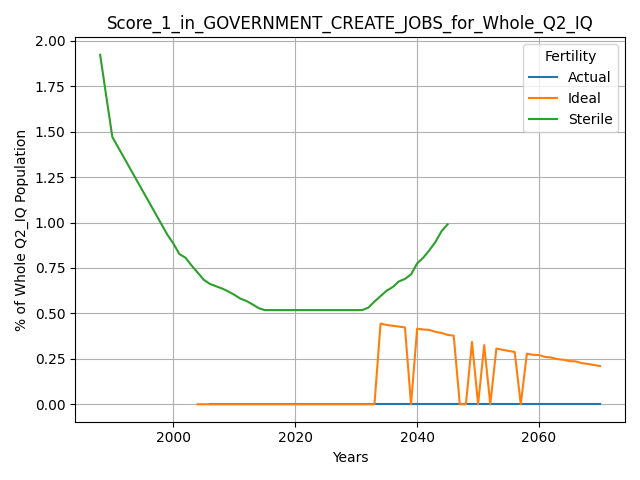 Score_1_in_GOVERNMENT_CREATE_JOBS_for_Whole_Q2_IQ
% of Whole Q2_IQ Population
2.00
1.75
1.50
1.25
1.00
0.75
0.50
0.25
0.00
Fertility
Actual
Ideal
Sterile
2000
2020
2040
2060
Years